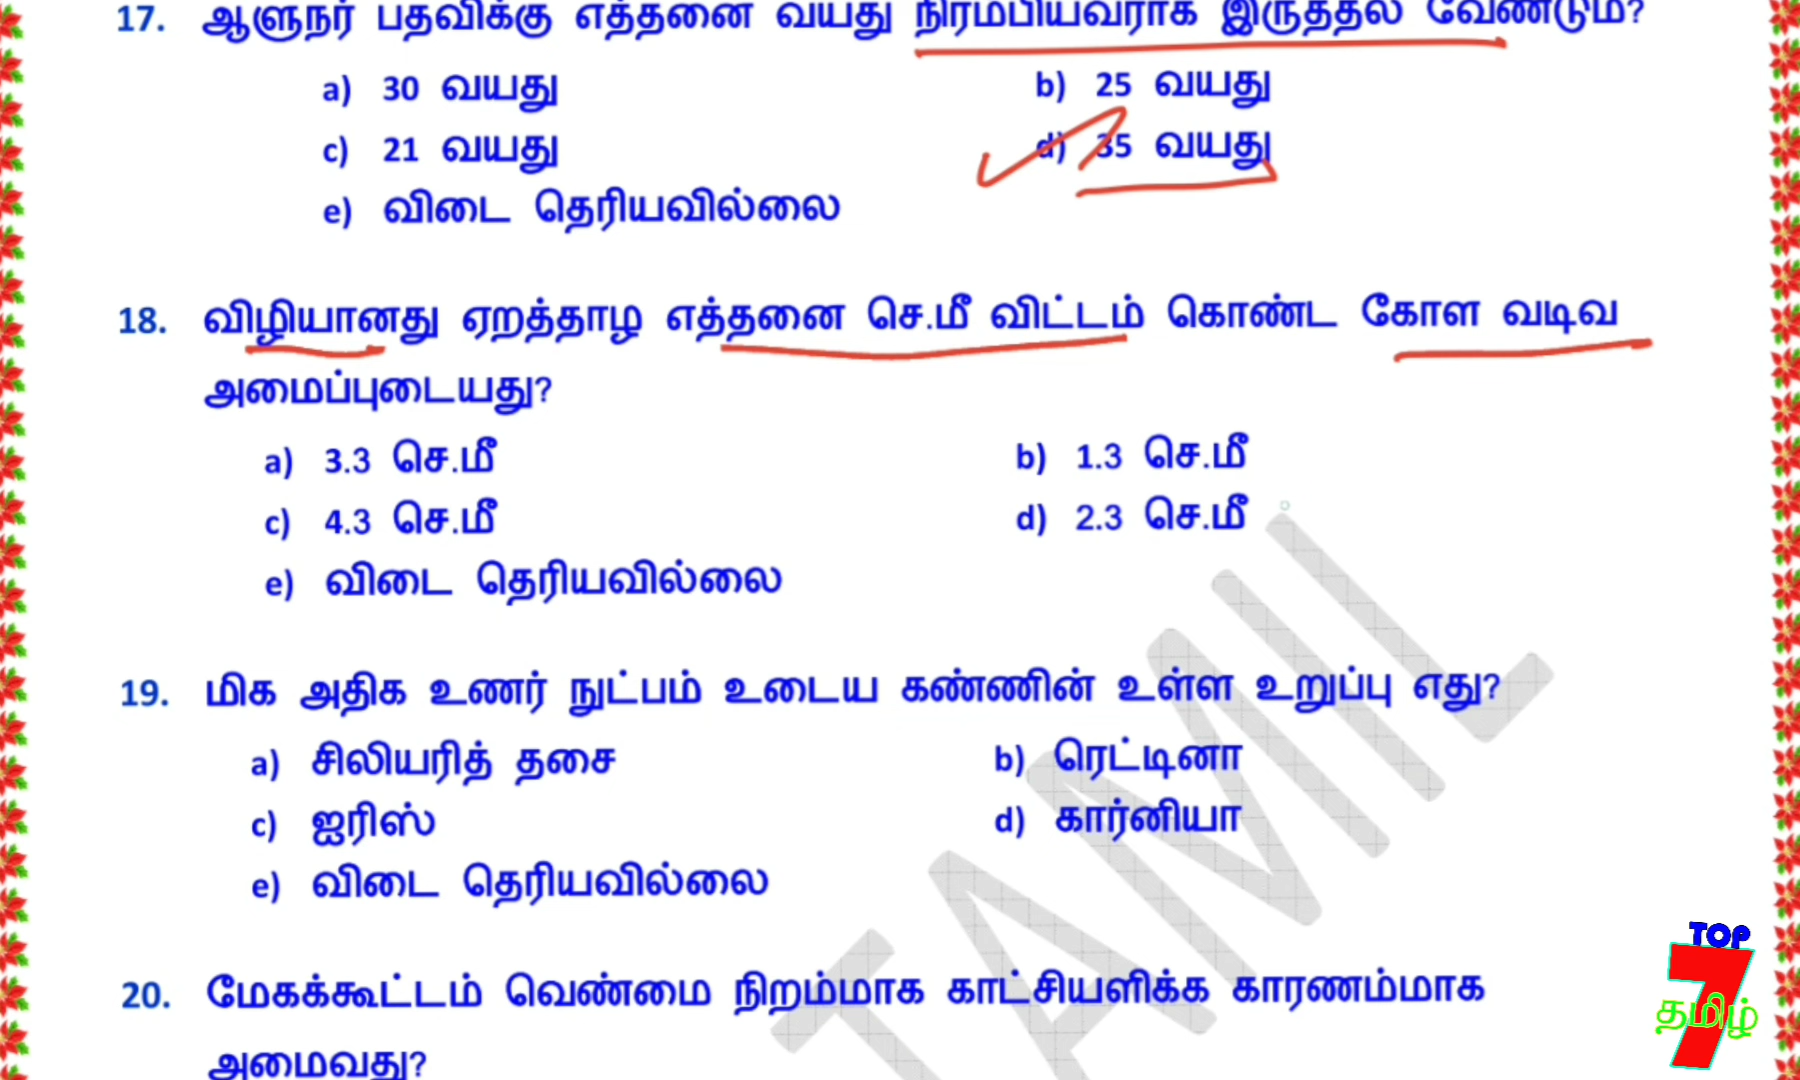 17. ஆளுநர் பதவிக்கு எத்தனை வயது நிரம்பியவராக இருத்தல் வேண்டும்?
a) 30 வயது b) 25 வயது
c) 21 வயது d) 35 வயது
e) விடை தெரியவில்லை
18. விழியானது ஏறத்தாழ எத்தனை செ.மீ விட்டம் கொண்ட கோள வடிவ
அமைப்புடையது?
a) 3.3 செ.மீ b) 1.3 செ.மீ
c) 4.3 செ.மீ d) 2.3 செ.மீ
e) விடை தெரியவில்லை
19. மிக அதிக உணர் நுட்பம் உடைய கண்ணின் உள்ள உறுப்பு எது?
a) சிலியரித் தசை b) ரெட்டினா
c) ஐரிஸ் d) கார்னியா
e) விடை தெரியவில்லை
20. மேகக்கூட்டம் வெண்மை நிறம்மாக காட்சியளிக்க காரணம்மாக
அமைவது?
TAMIL
TOP
7
தமிழ்